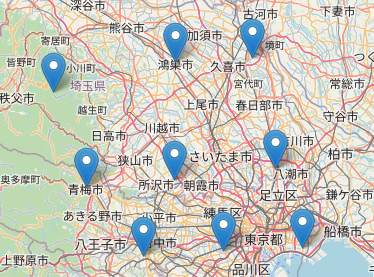 深谷市
古河市
下妻市
熊谷市
加須市
寄居町
境町
皆野町
小川町
鴻巣市
久喜市
つく
秩父市
埼玉県
宮代町
常総市
越生町
上尾市
春日部市
守谷市
日高市
川越市
川市
狭山市
さいたま市
柏市
奥多摩町
青梅市
所沢市
朝霞市
八潮市
足立区
鎌ケ谷市
あきる野市
小平市
練馬区
八王子市
中市
東京都
船橋市
上野原市
品川区